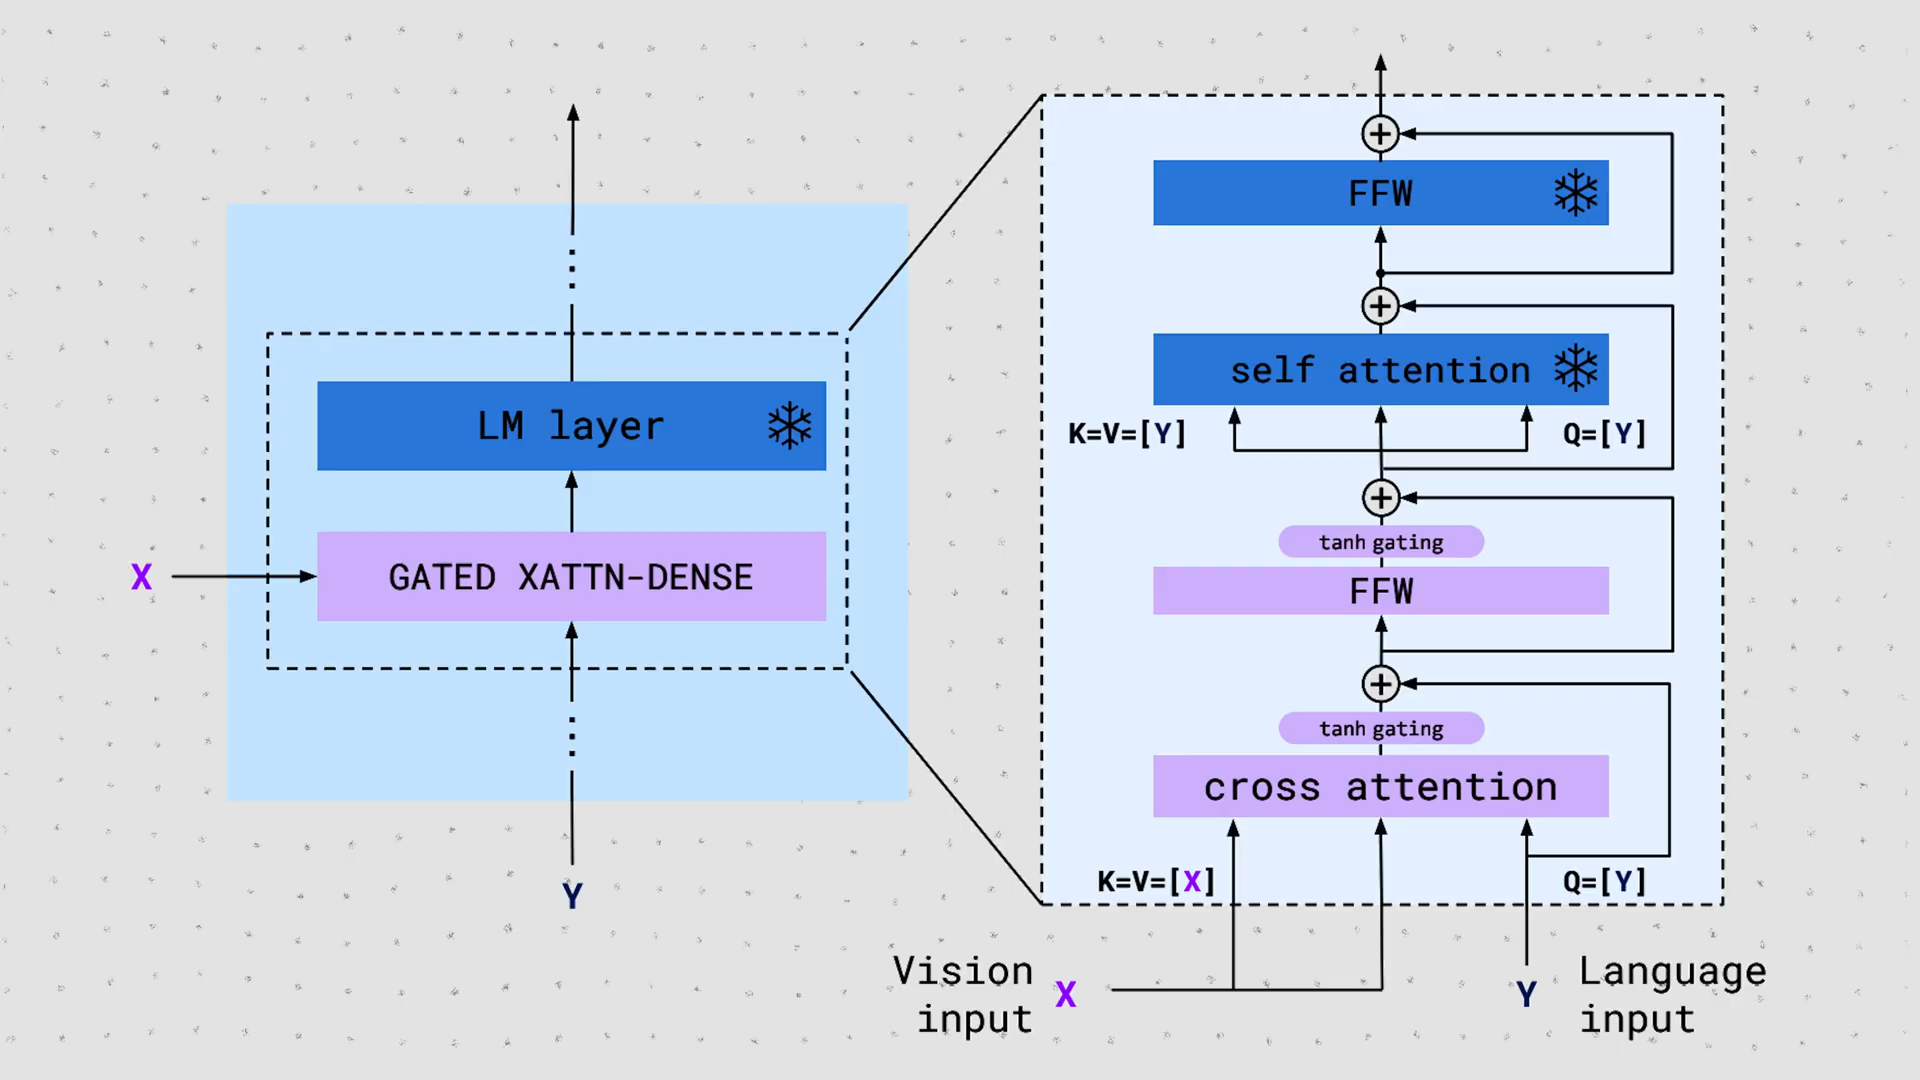 LM layer
X
GATED XATTN-DENSE
Y
FFW
self attention
K=V=[Y]
Q=[Y]
tanh gating
FFW
tanh gating
cross attention
K=V=[X]
Q=[Y]
Vision
input
X
Y
Language
input